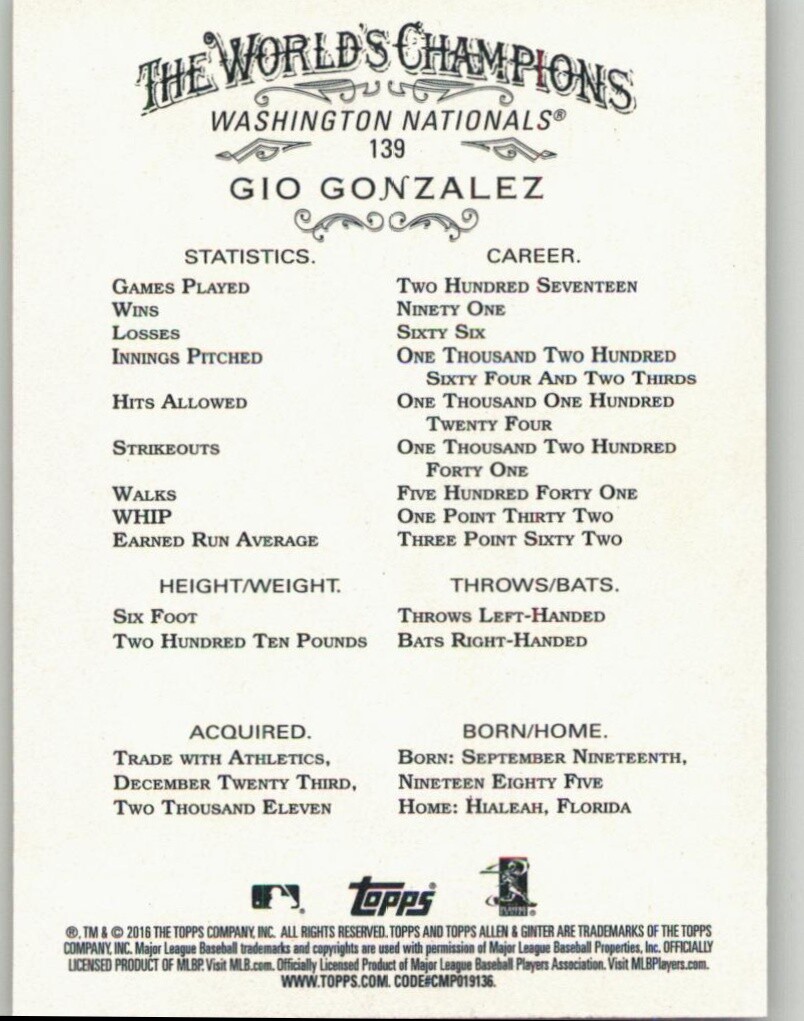 THE WORLD'S CHAMPIONS
WASHINGTON NATIONALS®
139
GIO GONZALEZ
STATISTICS. CAREER.
GAMES PLAYED TWO HUNDRED SEVENTEEN
WINS NINETY ONE
LOSSES SIXTY SIX
INNINGS PITCHED ONE THOUSAND TWO HUNDRED
SIXTY FOUR AND TWO THIRDS
HITS ALLOWED ONE THOUSAND ONE HUNDRED
TWENTY FOUR
STRIKEOUTS ONE THOUSAND TWO HUNDRED
FORTY ONE
WALKS FIVE HUNDRED FORTY ONE
WHIP ONE POINT THIRTY TWO
EARNED RUN AVERAGE THREE POINT SIXTY TWO
HEIGHT/WEIGHT. THROWS/BATS.
SIX FOOT THROWS LEFT-HANDED
TWO HUNDRED TEN POUNDS BATS RIGHT-HANDED
ACQUIRED. BORN/HOME.
TRADE WITH ATHLETICS, BORN: SEPTEMBER NINETEENTH,
DECEMBER TWENTY THIRD, NINETEEN EIGHTY FIVE
TWO THOUSAND ELEVEN HOME: HIALEAH, FLORIDA
topps®
®, TM & © 2016 THE TOPPS COMPANY, INC. ALL RIGHTS RESERVED. TOPPS AND TOPPS ALLEN & GINTER ARE TRADEMARKS OF THE TOPPS
COMPANY, INC. Major League Baseball trademarks and copyrights are used with permission of Major League Baseball Properties, Inc. OFFICIALLY
LICENSED PRODUCT OF MLBP. Visit MLB.com. Officially Licensed Product of Major League Baseball Players Association. Visit MLBPlayers.com.
WWW.TOPPS.COM. CODE#CMP019136.